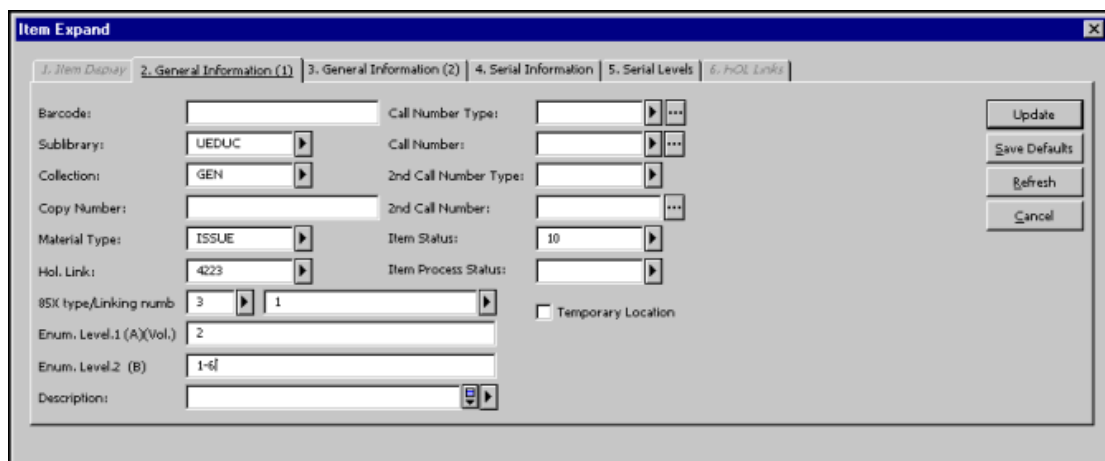 Item Expand
1. Item Display 2. General Information (1) 3. General Information (2) 4. Serial Information 5. Serial Levels 6. HOL Links
Barcode: Call Number Type: ... Update
Sublibrary: UEDUC Call Number: ... Save Defaults
Collection: GEN 2nd Call Number Type: Refresh
Copy Number: 2nd Call Number: ... Cancel
Material Type: ISSUE Item Status: 10
Hol. Link: 4223 Item Process Status:
85X type/Linking numb 3 1 Temporary Location
Enum. Level.1 (A)(Vol.) 2
Enum. Level.2 (B) 1-6
Description: